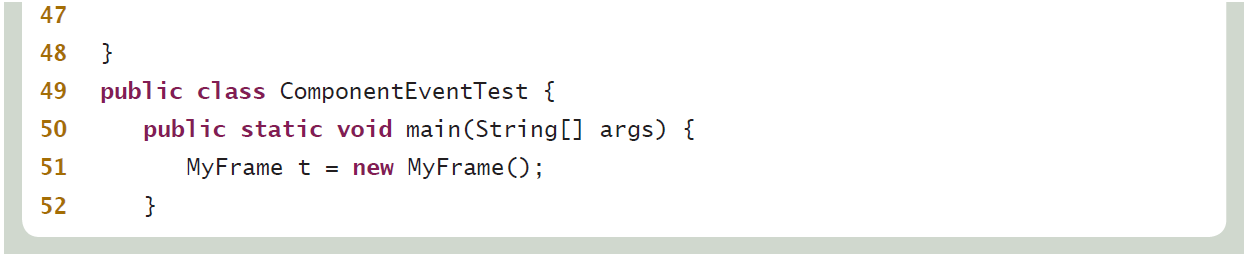 47
48 }
49 public class ComponentEventTest {
50 public static void main(String[] args) {
51 MyFrame t = new MyFrame();
52 }